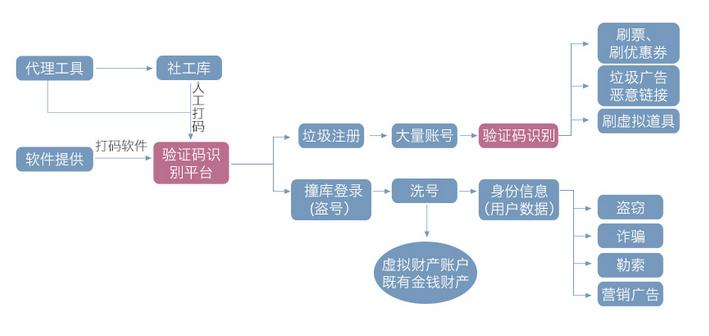 代理工具
社工库
人工打码
软件提供
打码软件
验证码识
别平台
垃圾注册
大量账号
验证码识别
刷票、
刷优惠券
垃圾广告
恶意链接
刷虚拟道具
撞库登录
(盗号)
洗号
身份信息
(用户数据)
虚拟财产账户
既有金钱财产
盗窃
诈骗
勒索
营销广告